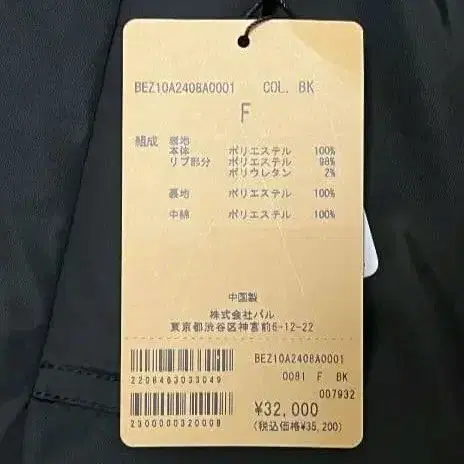 BEZ10A2408A0001 COL. BK
F
組成 表地
本体 ポリエステル 100%
リブ部分 ポリエステル 98%
ポリウレタン 2%
裏地 ポリエステル 100%
中綿 ポリエステル 100%
中国製
株式会社パル
東京都渋谷区神宮前6-12-22
BEZ10A2408A0001
2208463033049
0081 F BK
007932
¥32,000
2300000320008
(税込価格¥35,200)